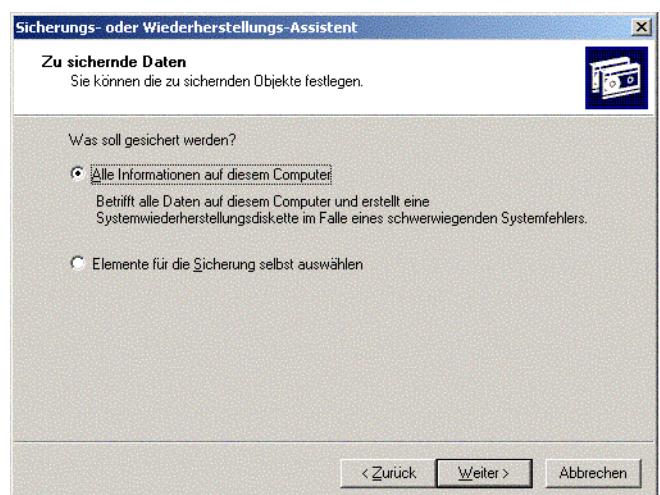 Sicherungs- oder Wiederherstellungs-Assistent
Zu sichernde Daten
Sie können die zu sichernden Objekte festlegen.
Was soll gesichert werden?
Alle Informationen auf diesem Computer
Betrifft alle Daten auf diesem Computer und erstellt eine
Systemwiederherstellungsdiskette im Falle eines schwerwiegenden Systemfehlers.
Elemente für die Sicherung selbst auswählen
< Zurück Weiter > Abbrechen